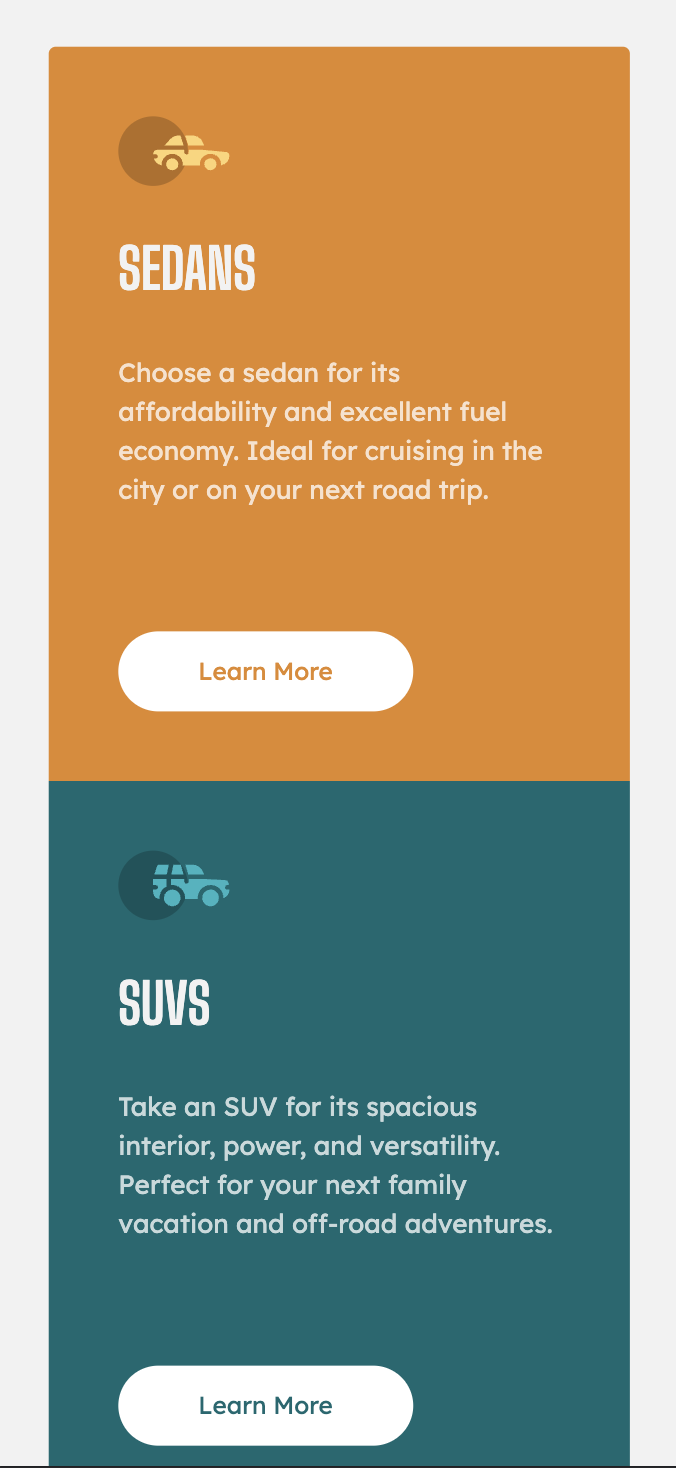 SEDANS
Choose a sedan for its
affordability and excellent fuel
economy. Ideal for cruising in the
city or on your next road trip.
Learn More
SUVS
Take an SUV for its spacious
interior, power, and versatility.
Perfect for your next family
vacation and off-road adventures.
Learn More